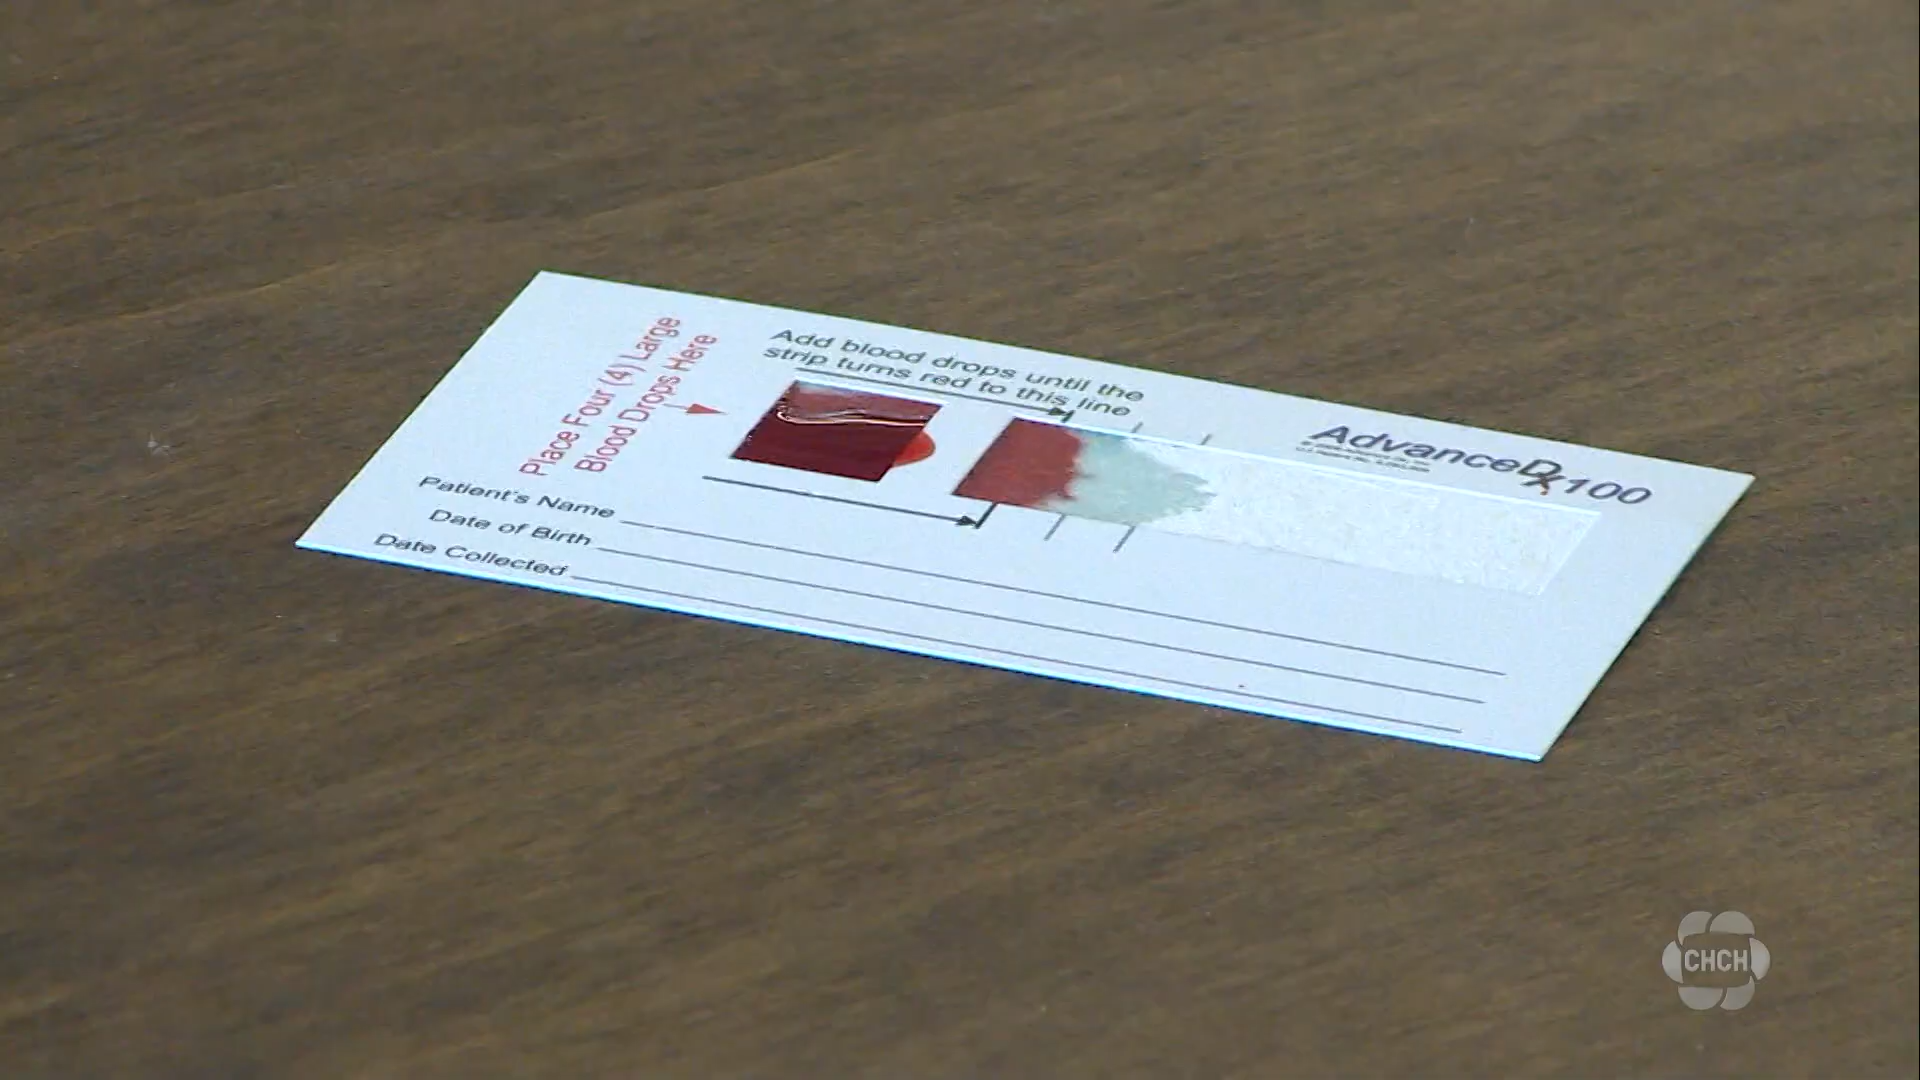 Place Four (4) Large
Blood Drops Here
Add blood drops until the
strip turns red to this line
AdvanceDx100
Patient's Name
Date of Birth
Date Collected
CHCH